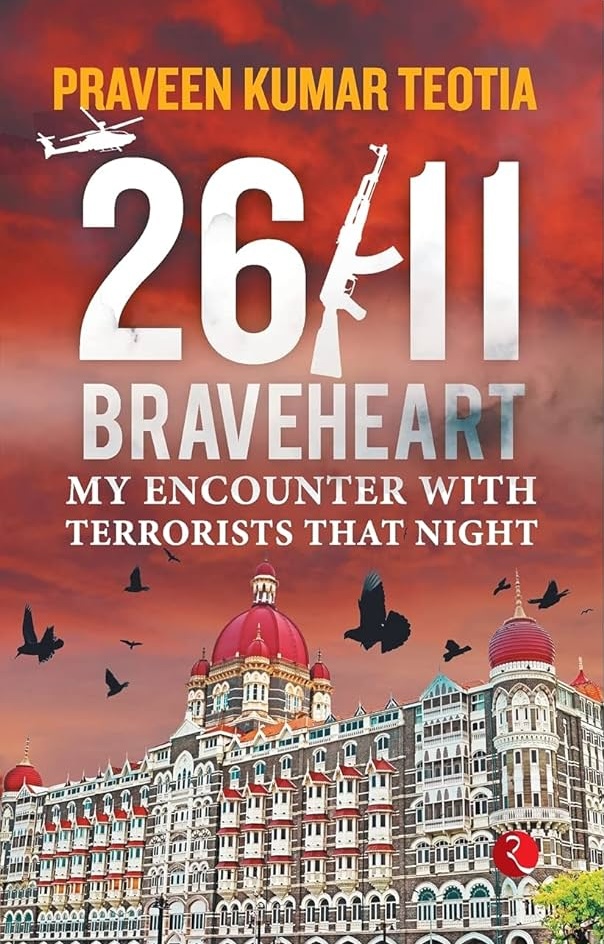 PRAVEEN KUMAR TEOTIA
26/11
BRAVEHEART
MY ENCOUNTER WITH
TERRORISTS THAT NIGHT